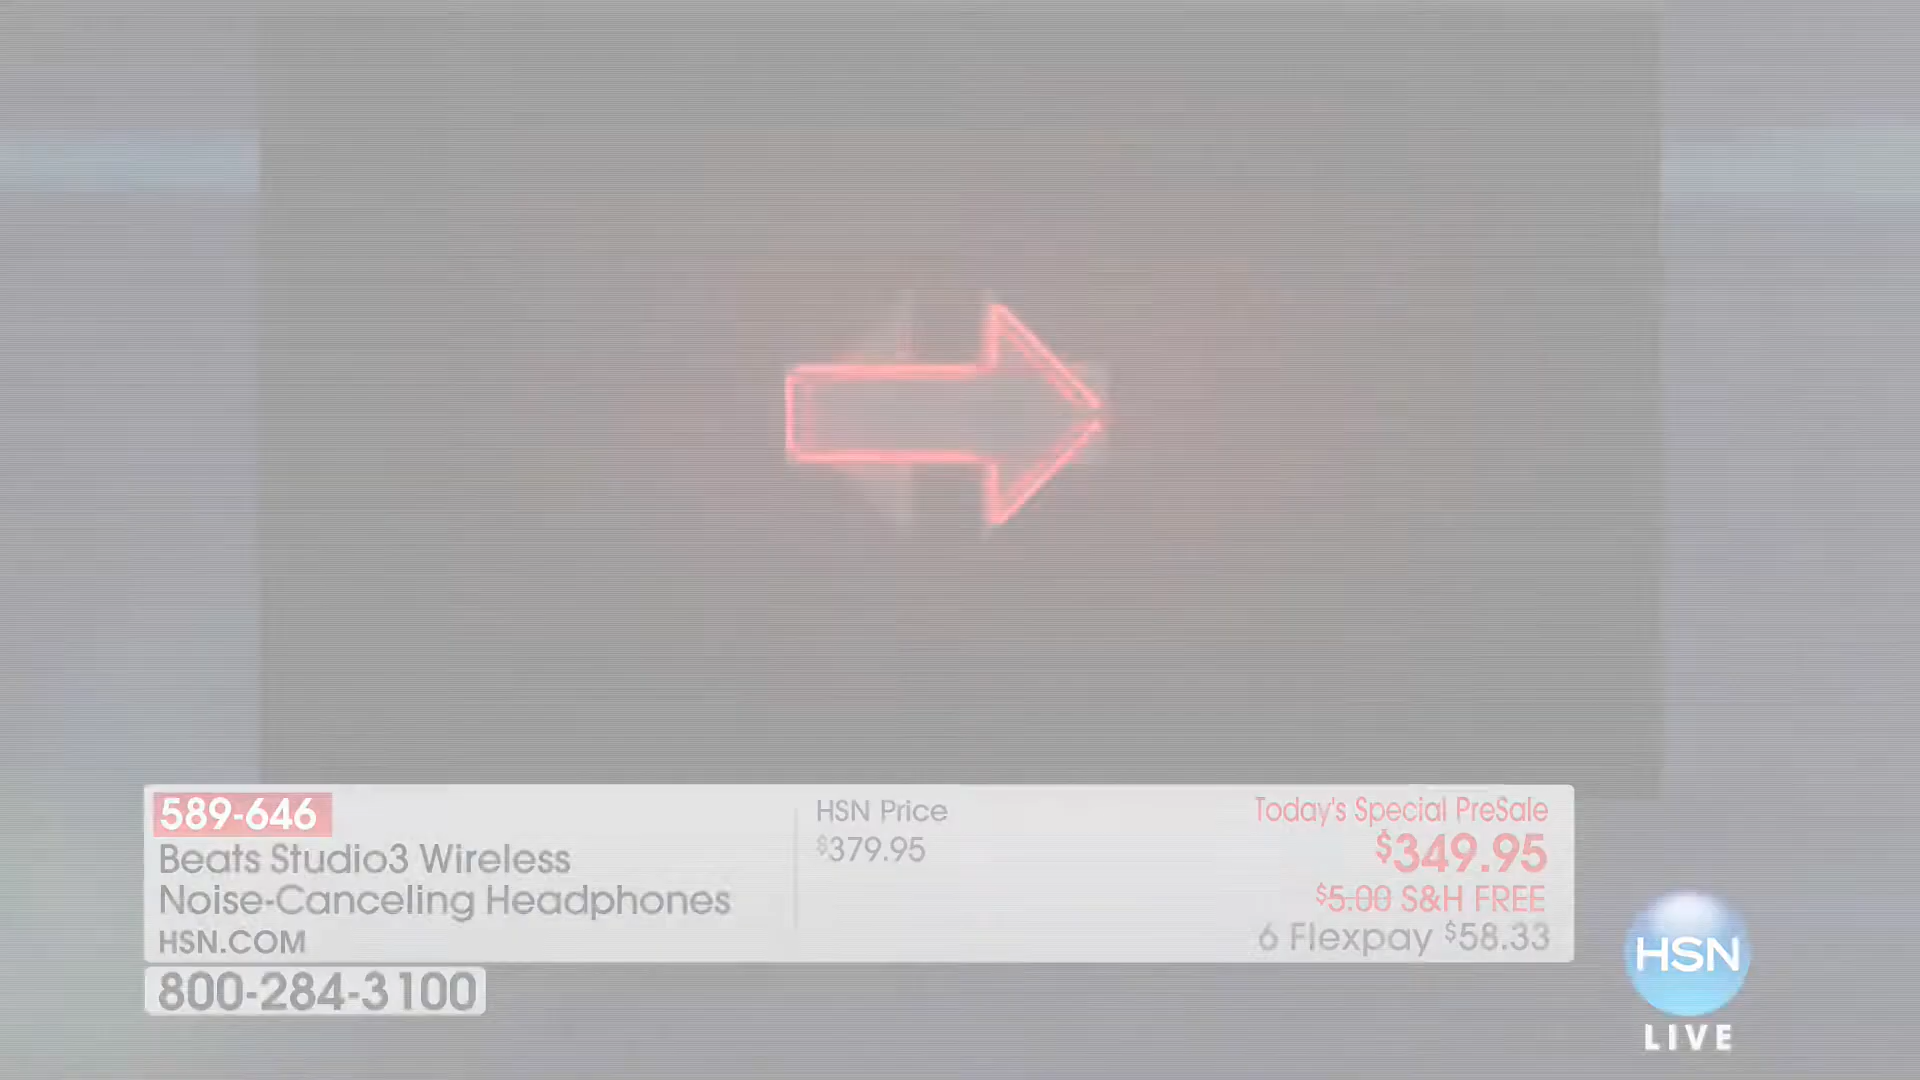 589-646
Beats Studio3 Wireless
Noise-Canceling Headphones
HSN.COM
800-284-3100
HSN Price
$379.95
Today's Special PreSale
$349.95
$5.00 S&H FREE
6 Flexpay $58.33
HSN
LIVE